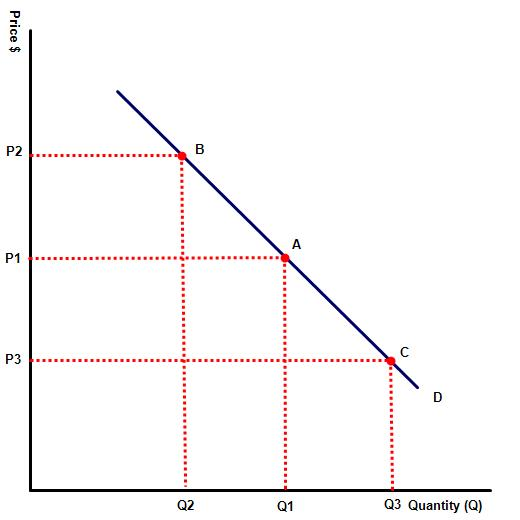 Price $
P2
B
P1
A
P3
C
D
Q2
Q1
Q3
Quantity (Q)